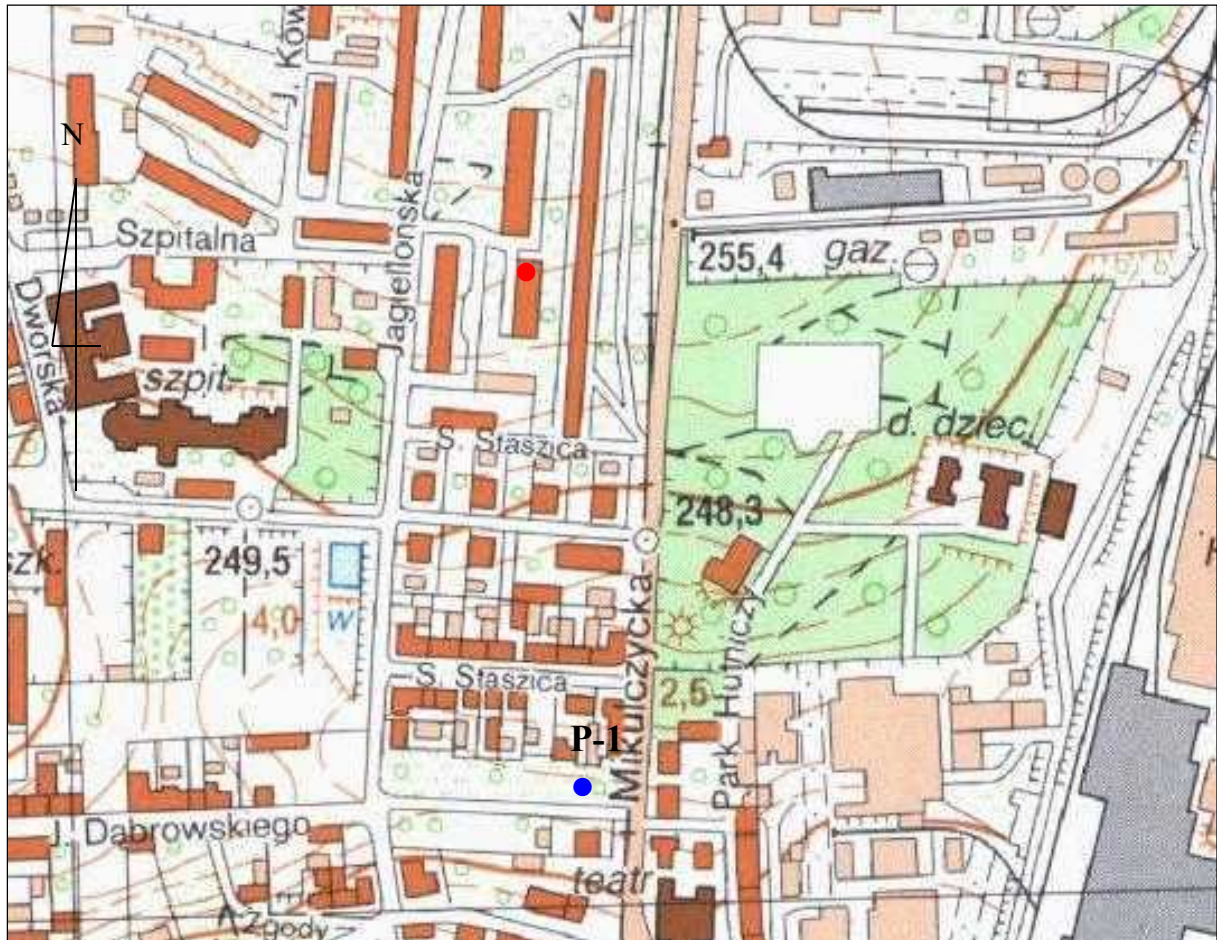 J. Kow
N
Szpitalna
Jagiellońska
255,4
gaz.
Dworska
szpit.
d. dziec.
S. Staszica
248,3
249,5
szk.
4,0
w
Mikulczycka
S. Staszica
2,5
Park Hutniczy
P-1
J. Dąbrowskiego
teatr
Zgody